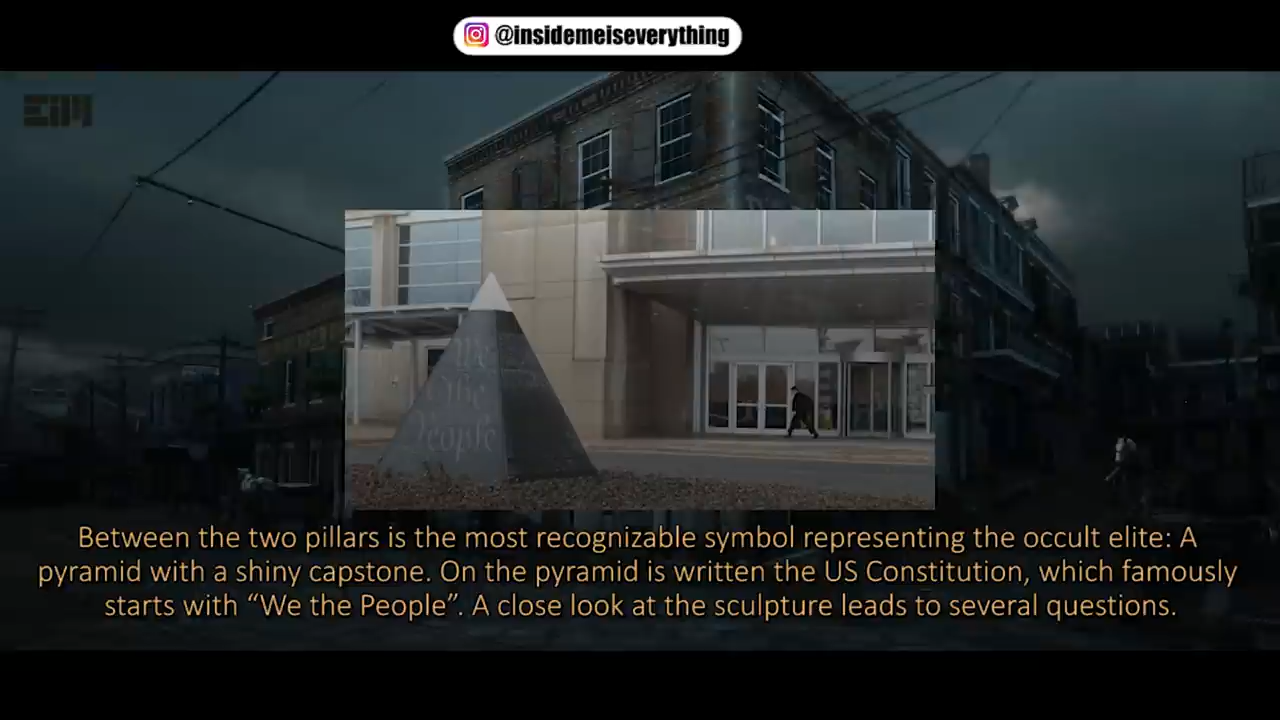 @insidemeiseverything
EIM
We
The
People
Between the two pillars is the most recognizable symbol representing the occult elite: A
pyramid with a shiny capstone. On the pyramid is written the US Constitution, which famously
starts with “We the People”. A close look at the sculpture leads to several questions.